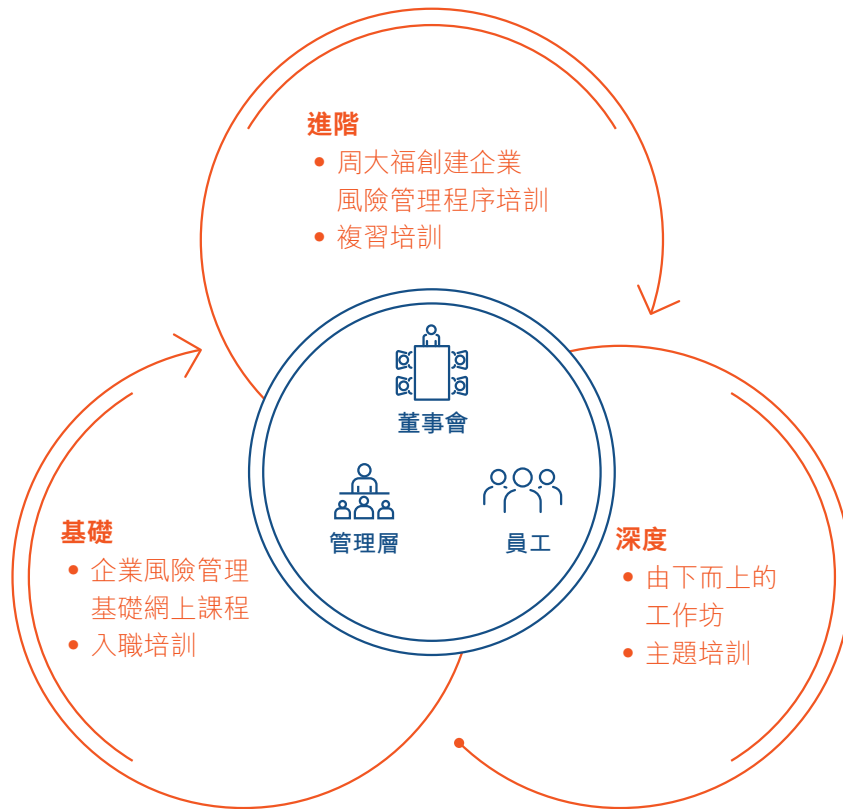 進階
• 周大福創建企業
風險管理程序培訓
• 複習培訓
董事會
管理層
員工
基礎
• 企業風險管理
基礎網上課程
• 入職培訓
深度
• 由下而上的
工作坊
• 主題培訓